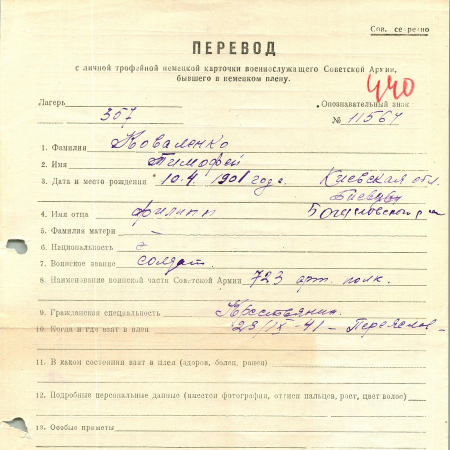 Сов. секретно
ПЕРЕВОД
с личной трофейной немецкой карточки военнослужащего Советской Армии,
бывшего в немецком плену.
440
Лагерь 307
Опознавательный знак
№ 11567
1. Фамилия Коваленко
2. Имя Тимофей
3. Дата и место рождения 10.4.1901 года. Киевская обл.
4. Имя отца Филипп
5. Фамилия матери —
6. Национальность
7. Воинское звание солдат.
8. Наименование воинской части Советской Армии 723 арт. полк.
9. Гражданская специальность Крестьянин.
10. Когда и где взят в плен 23/IX-41 - Переяслов-
11. В каком состоянии взят в плен (здоров, болен, ранен)
12. Подробные персональные данные (имеется фотография, оттиск пальцев, рост, цвет волос)
13. Особые приметы